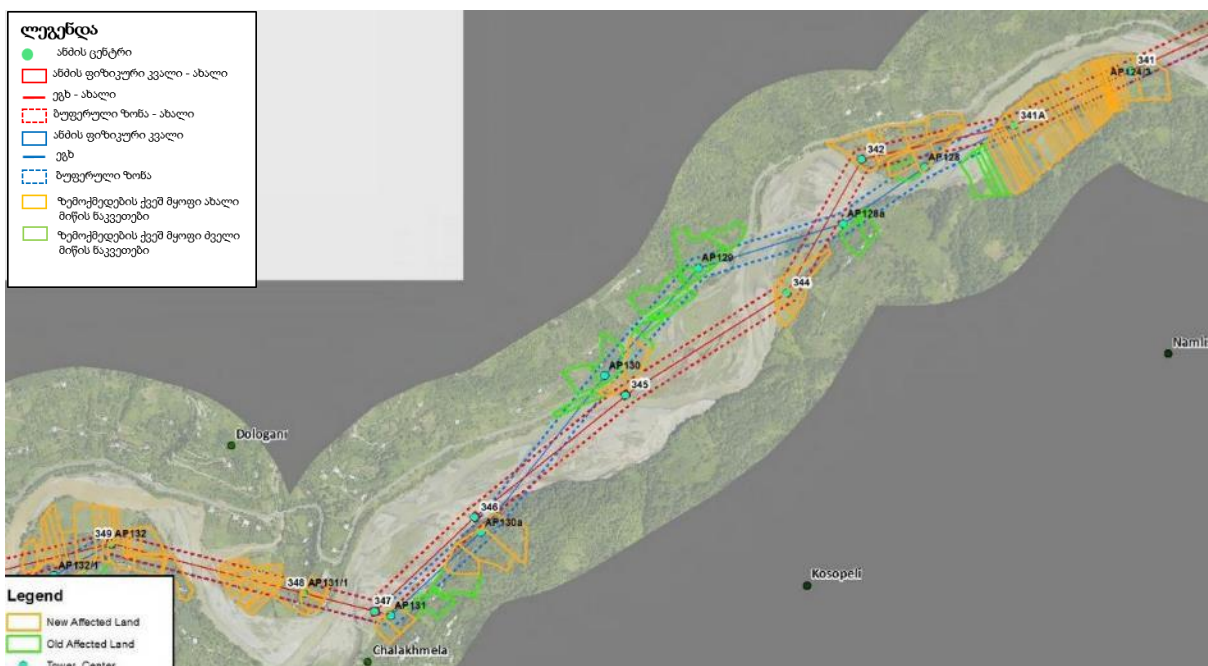 ლეგენდა
ანძის ცენტრი
ანძის ფიზიკური კვალი - ახალი
ეგხ - ახალი
ბუფერული ზონა - ახალი
ანძის ფიზიკური კვალი
ეგხ
ბუფერული ზონა
ზემოქმედების ქვეშ მყოფი ახალი
მიწის ნაკვეთები
ზემოქმედების ქვეშ მყოფი ძველი
მიწის ნაკვეთები
341
AP124/3
341A
342
AP128
AP128a
AP129
344
Namli
AP130
345
Dologani
346
AP130a
349 AP132
AP132/1
348 AP131/1
Kosopeli
347
AP131
Chalakhmela
Legend
New Affected Land
Old Affected Land
Tower_Center